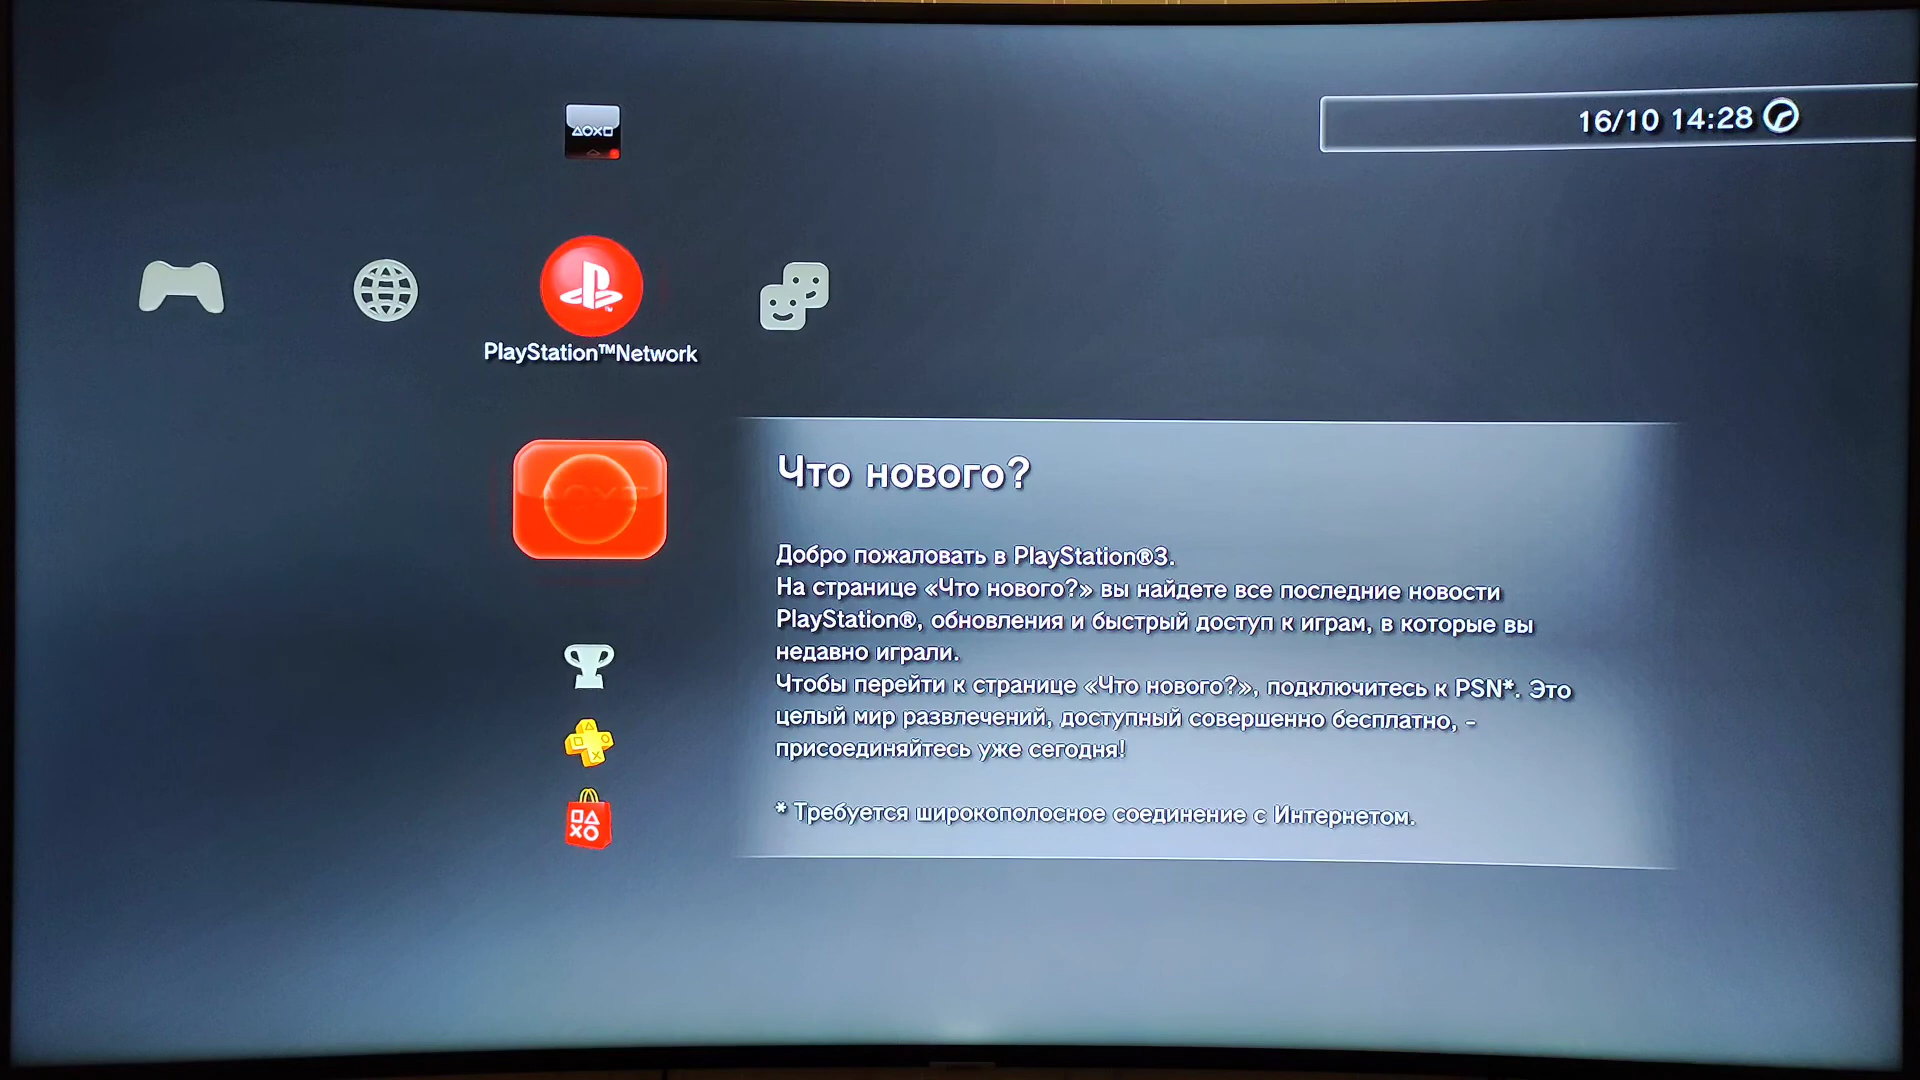 16/10 14:28
PlayStation™Network
Что нового?
Добро пожаловать в PlayStation®3.
На странице «Что нового?» вы найдете все последние новости
PlayStation®, обновления и быстрый доступ к играм, в которые вы
недавно играли.
Чтобы перейти к странице «Что нового?», подключитесь к PSN*. Это
целый мир развлечений, доступный совершенно бесплатно, -
присоединяйтесь уже сегодня!
* Требуется широкополосное соединение с Интернетом.